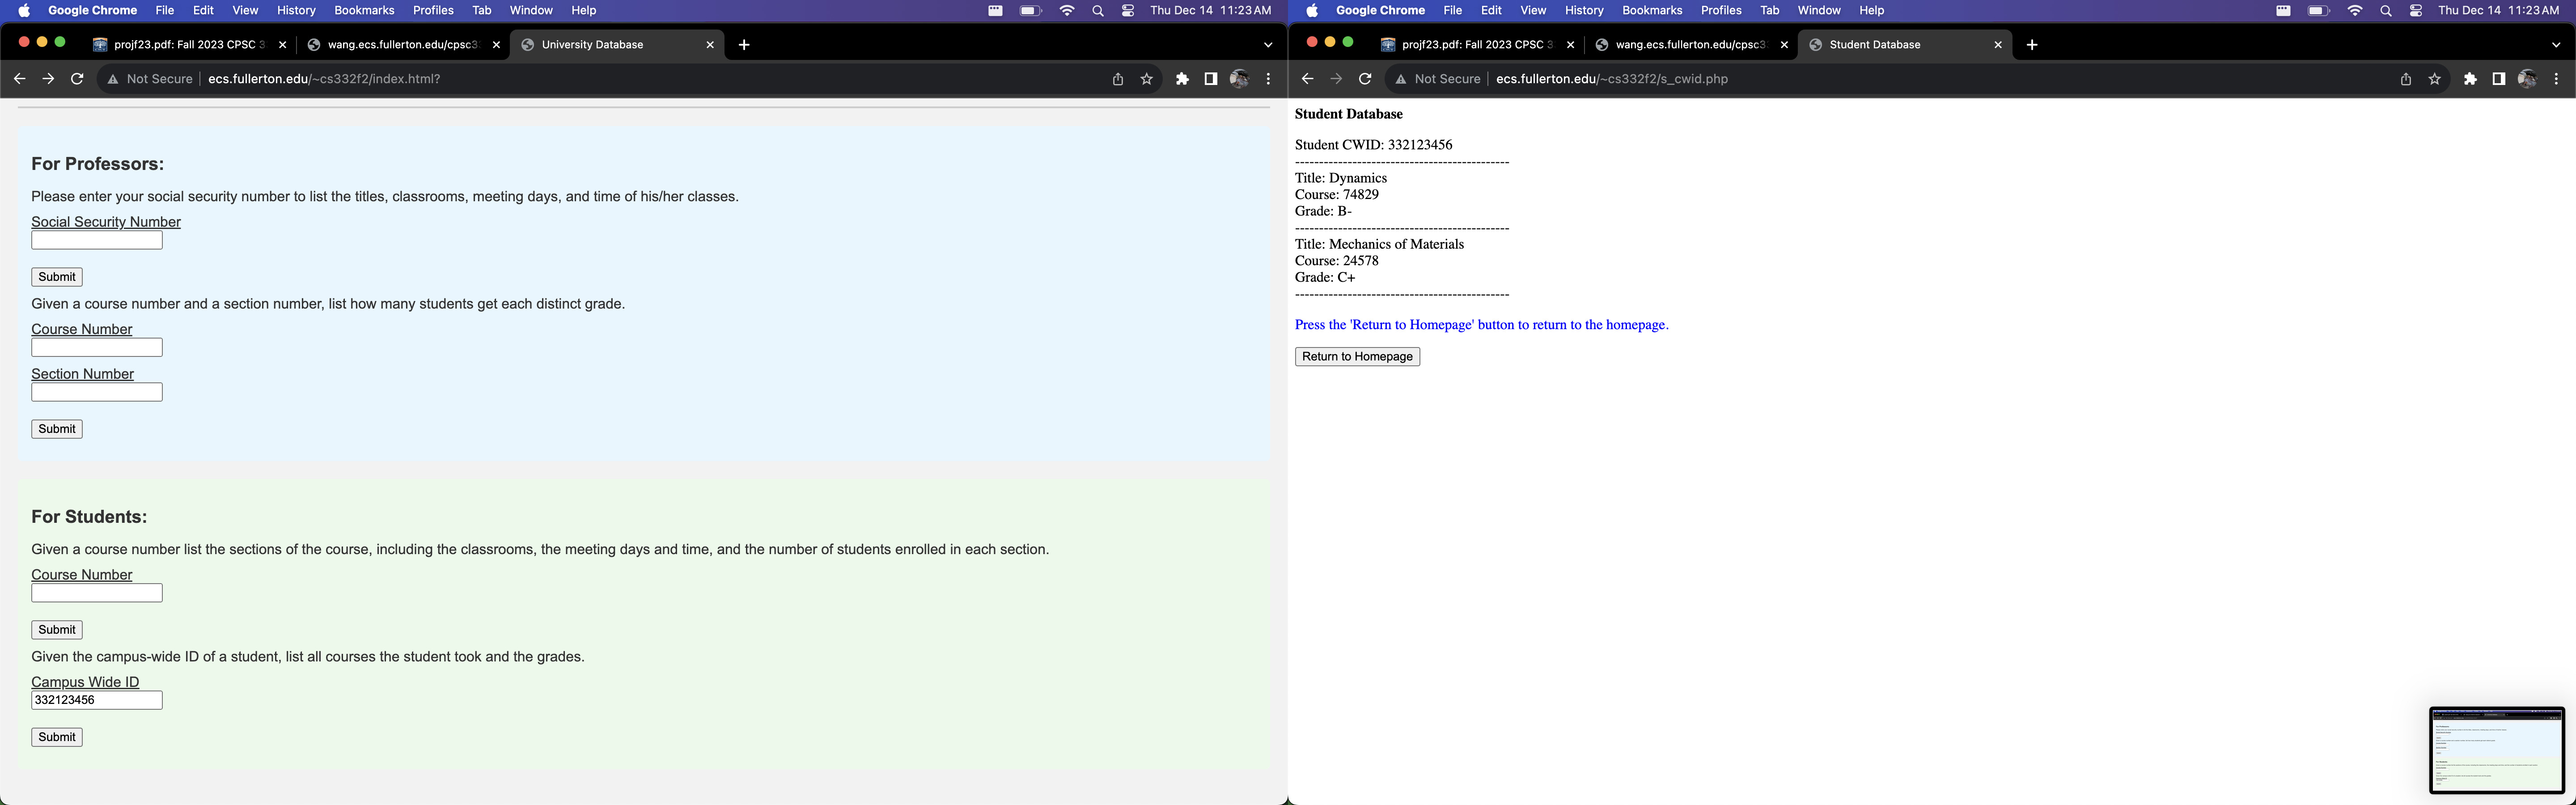 Google Chrome File Edit View History Bookmarks Profiles Tab Window Help Thu Dec 14 11:23 AM
projf23.pdf: Fall 2023 CPSC 3
wang.ecs.fullerton.edu/cpsc33
University Database
Not Secure ecs.fullerton.edu/~cs332f2/index.html?
For Professors:
Please enter your social security number to list the titles, classrooms, meeting days, and time of his/her classes.
Social Security Number
Submit
Given a course number and a section number, list how many students get each distinct grade.
Course Number
Section Number
Submit
For Students:
Given a course number list the sections of the course, including the classrooms, the meeting days and time, and the number of students enrolled in each section.
Course Number
Submit
Given the campus-wide ID of a student, list all courses the student took and the grades.
Campus Wide ID
332123456
Submit
Google Chrome File Edit View History Bookmarks Profiles Tab Window Help Thu Dec 14 11:23 AM
projf23.pdf: Fall 2023 CPSC 3
wang.ecs.fullerton.edu/cpsc33
Student Database
Not Secure ecs.fullerton.edu/~cs332f2/s_cwid.php
Student Database
Student CWID: 332123456
---------------------------------------------
Title: Dynamics
Course: 74829
Grade: B-
---------------------------------------------
Title: Mechanics of Materials
Course: 24578
Grade: C+
---------------------------------------------
Press the 'Return to Homepage' button to return to the homepage.
Return to Homepage